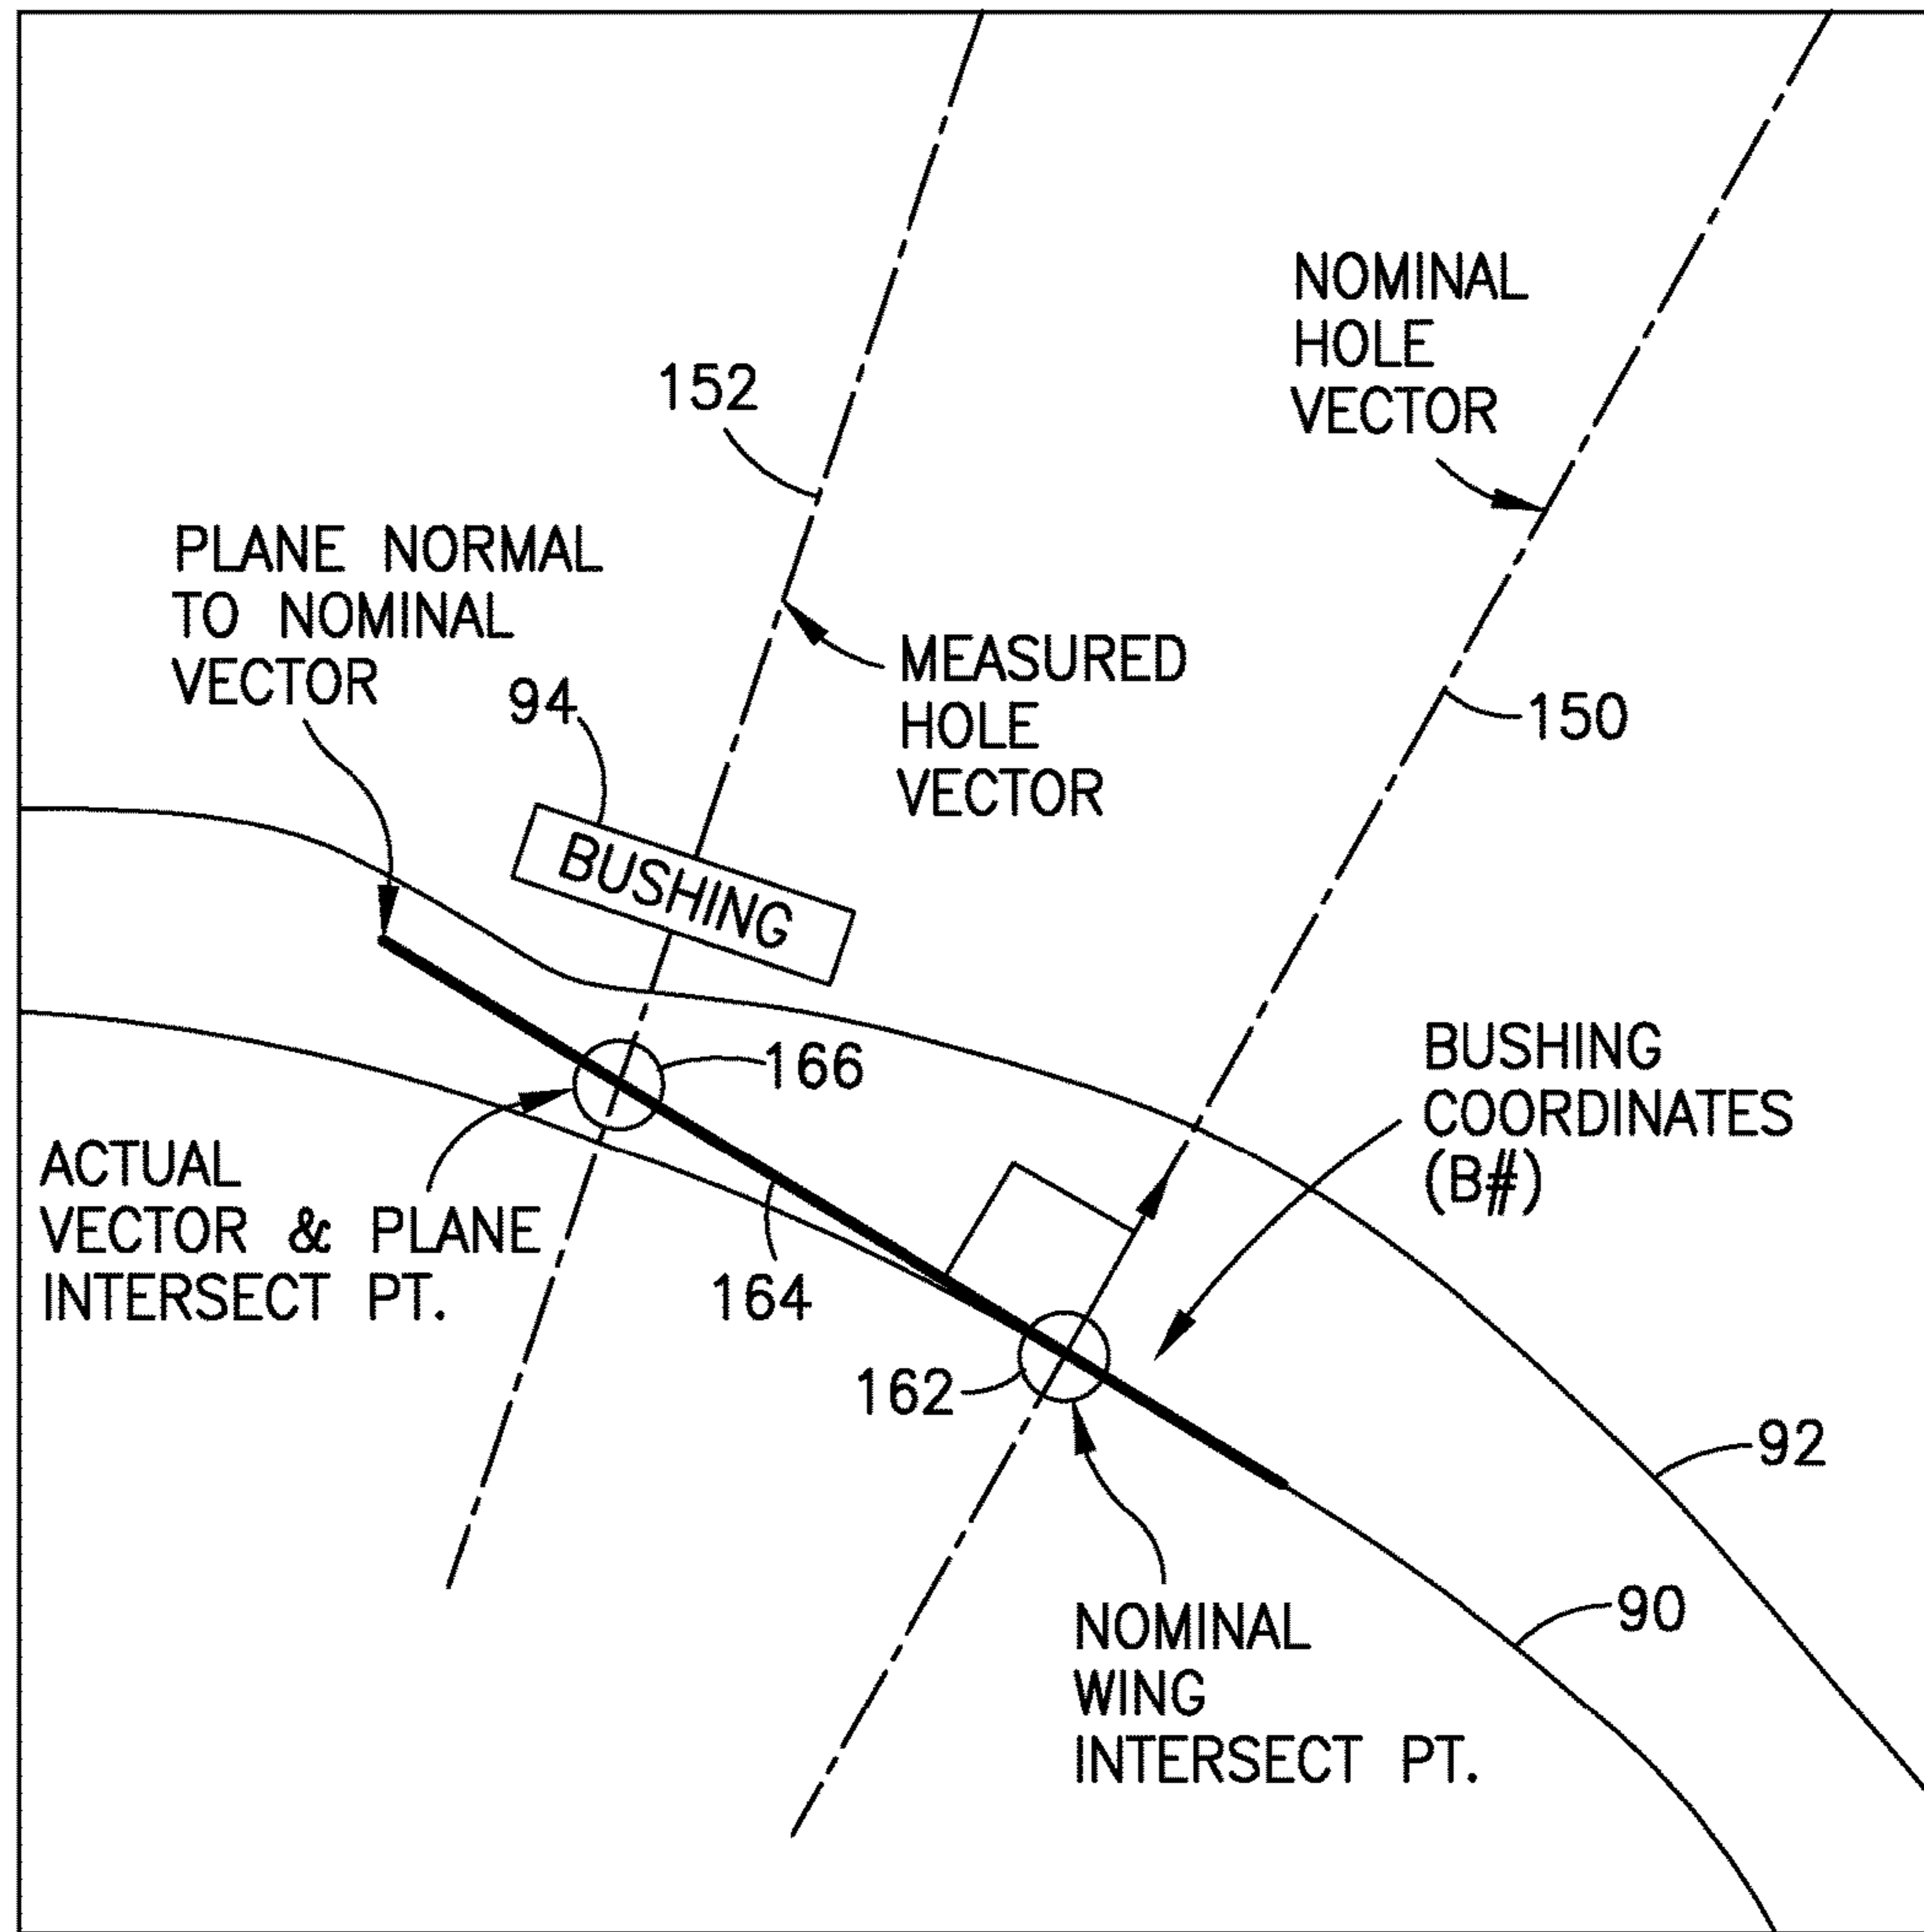 NOMINAL
HOLE
VECTOR
152
PLANE NORMAL
TO NOMINAL
VECTOR
94
MEASURED
HOLE
VECTOR
150
BUSHING
166
BUSHING
COORDINATES
(B#)
ACTUAL
VECTOR & PLANE
INTERSECT PT.
164
162
92
90
NOMINAL
WING
INTERSECT PT.